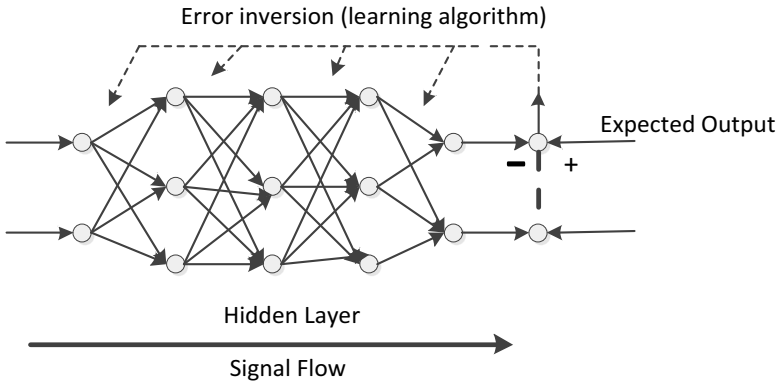 Error inversion (learning algorithm)
Expected Output
− +
Hidden Layer
Signal Flow